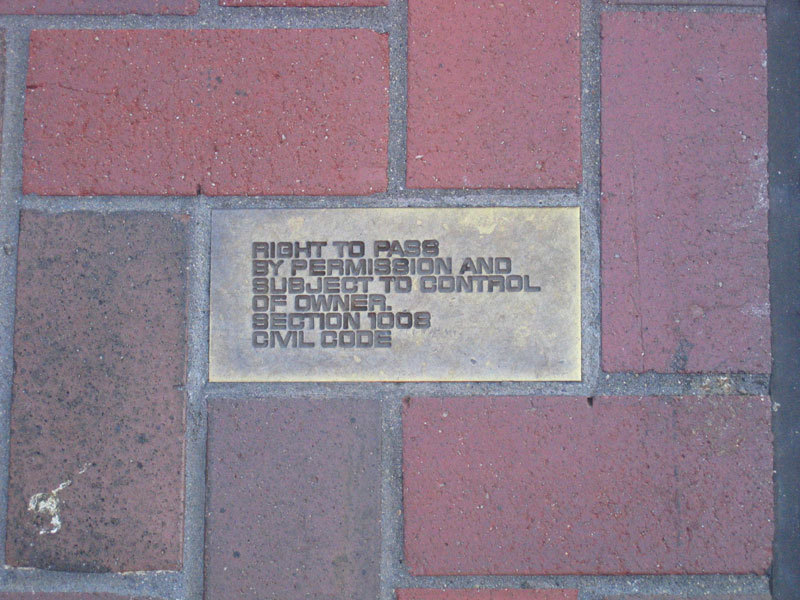 RIGHT TO PASS
BY PERMISSION AND
SUBJECT TO CONTROL
OF OWNER.
SECTION 1008
CIVIL CODE